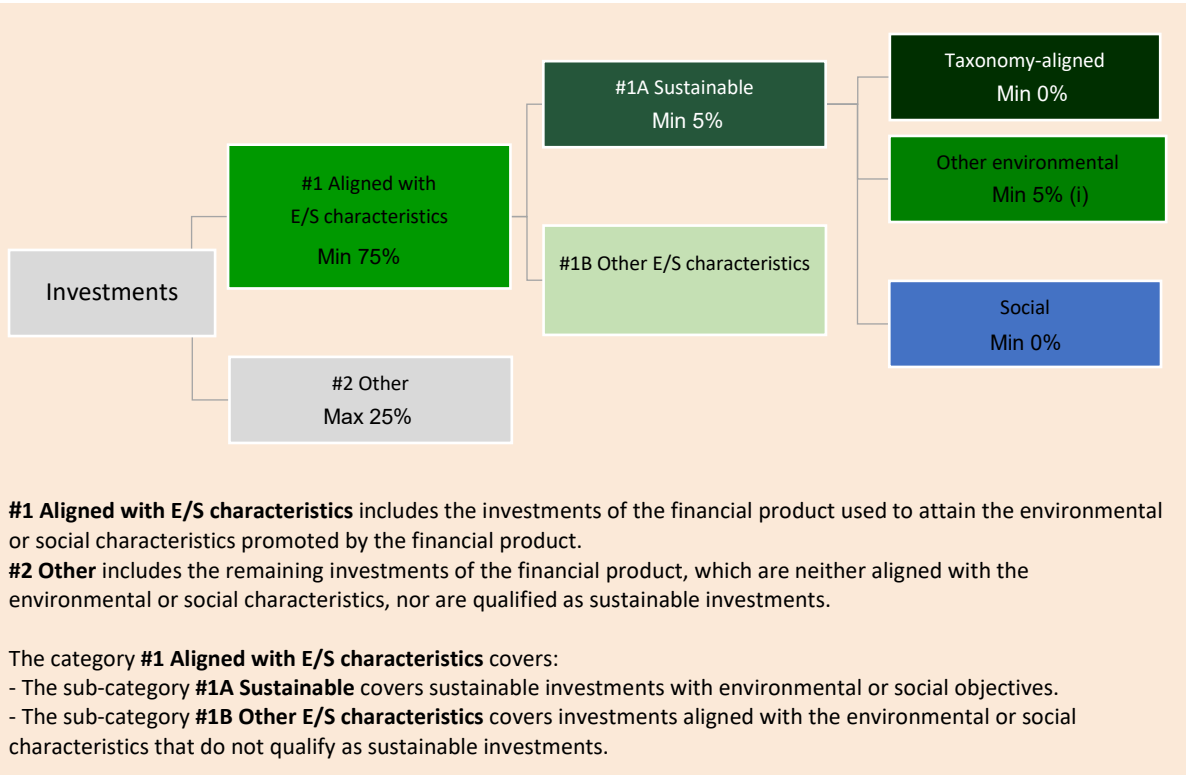 Taxonomy-aligned
Min 0%
#1A Sustainable
Min 5%
Other environmental
Min 5% (i)
#1 Aligned with
E/S characteristics
Min 75%
#1B Other E/S characteristics
Investments
Social
Min 0%
#2 Other
Max 25%
#1 Aligned with E/S characteristics includes the investments of the financial product used to attain the environmental
or social characteristics promoted by the financial product.
#2 Other includes the remaining investments of the financial product, which are neither aligned with the
environmental or social characteristics, nor are qualified as sustainable investments.
The category #1 Aligned with E/S characteristics covers:
- The sub-category #1A Sustainable covers sustainable investments with environmental or social objectives.
- The sub-category #1B Other E/S characteristics covers investments aligned with the environmental or social
characteristics that do not qualify as sustainable investments.